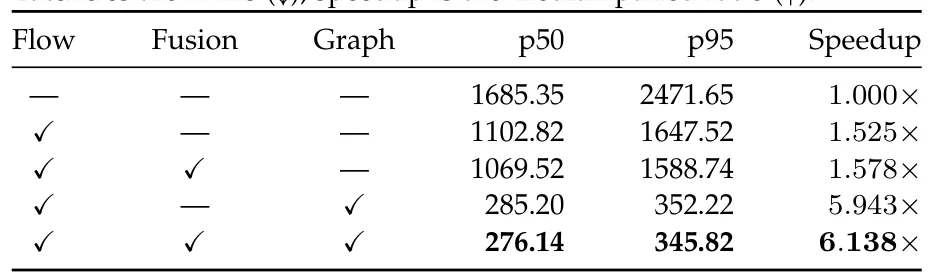 Flow Fusion Graph p50 p95 Speedup
— — — 1685.35 2471.65 1.000×
✓ — — 1102.82 1647.52 1.525×
✓ ✓ — 1069.52 1588.74 1.578×
✓ — ✓ 285.20 352.22 5.943×
✓ ✓ ✓ 276.14 345.82 6.138×